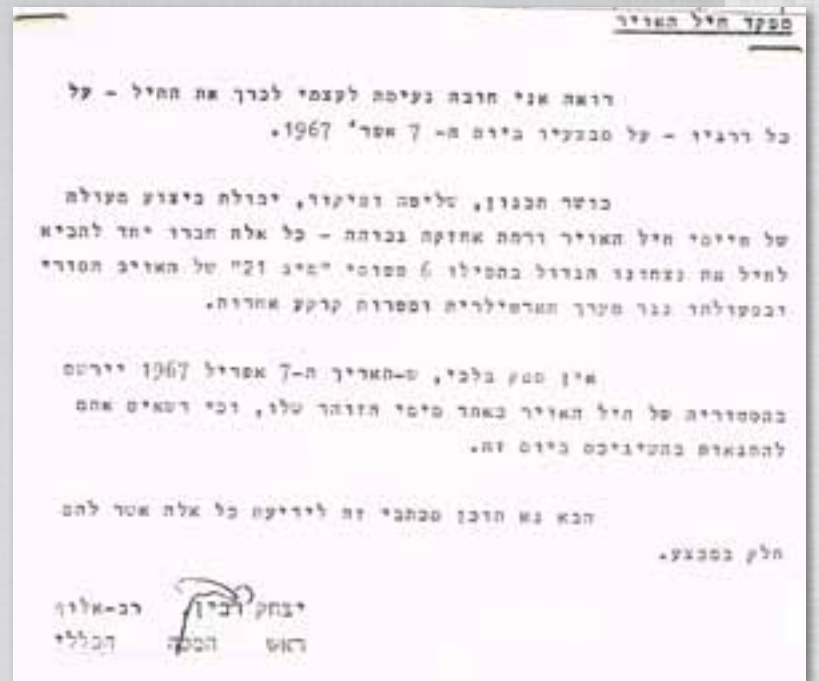 מפקד חיל האויר
רואה אני חובה נעימה לעצמי לברך את החיל - על
כל דרגיו - על מבצעיו ביום ה- 7 אפר' 1967.
כושר תכנון, שליטה ופיקוד, יכולת ביצוע מעולה
של טייסי חיל האויר ורמת אחזקה גבוהה - כל אלה חברו יחד להביא
לחיל את נצחונו הגדול בהפילו 6 מטוסי "מיג 21" של האויב הסורי
ובפעולתו נגד מערך הארטילריה ומטרות קרקע אחרות.
אין ספק בלבי, ש-תאריך ה-7 אפריל 1967 יירשם
בהסטוריה של חיל האויר כאחד מימי הזוהר שלו, וכי רשאים אתם
להתגאות בהשיגיכם ביום זה.
הבא נא תוכן מכתבי זה לידיעת כל אלה אשר להם
חלק במבצע.
יצחק רבין, רב-אלוף
ראש המטה הכללי